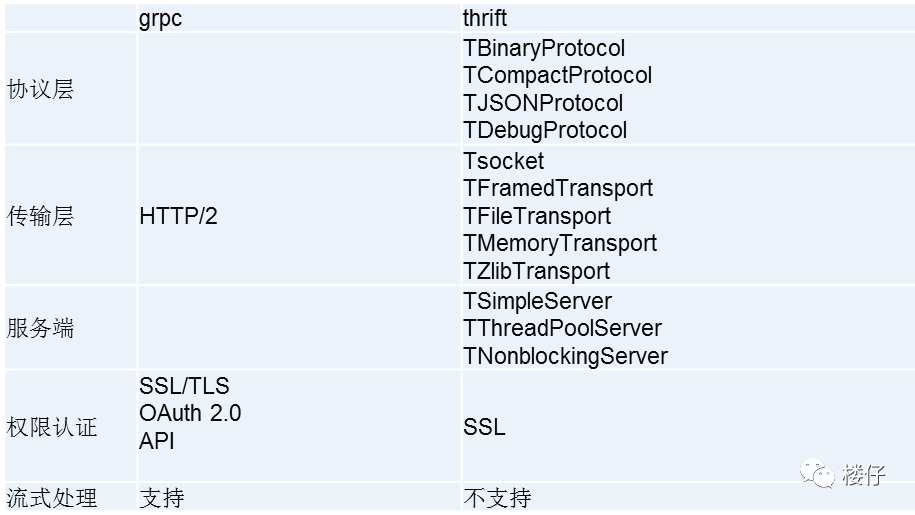 grpc thrift
协议层 TBinaryProtocol
TCompactProtocol
TJSONProtocol
TDebugProtocol
传输层 HTTP/2 Tsocket
TFramedTransport
TFileTransport
TMemoryTransport
TZlibTransport
服务端 TSimpleServer
TThreadPoolServer
TNonblockingServer
权限认证 SSL/TLS
OAuth 2.0
API
SSL
流式处理 支持 不支持
楼仔